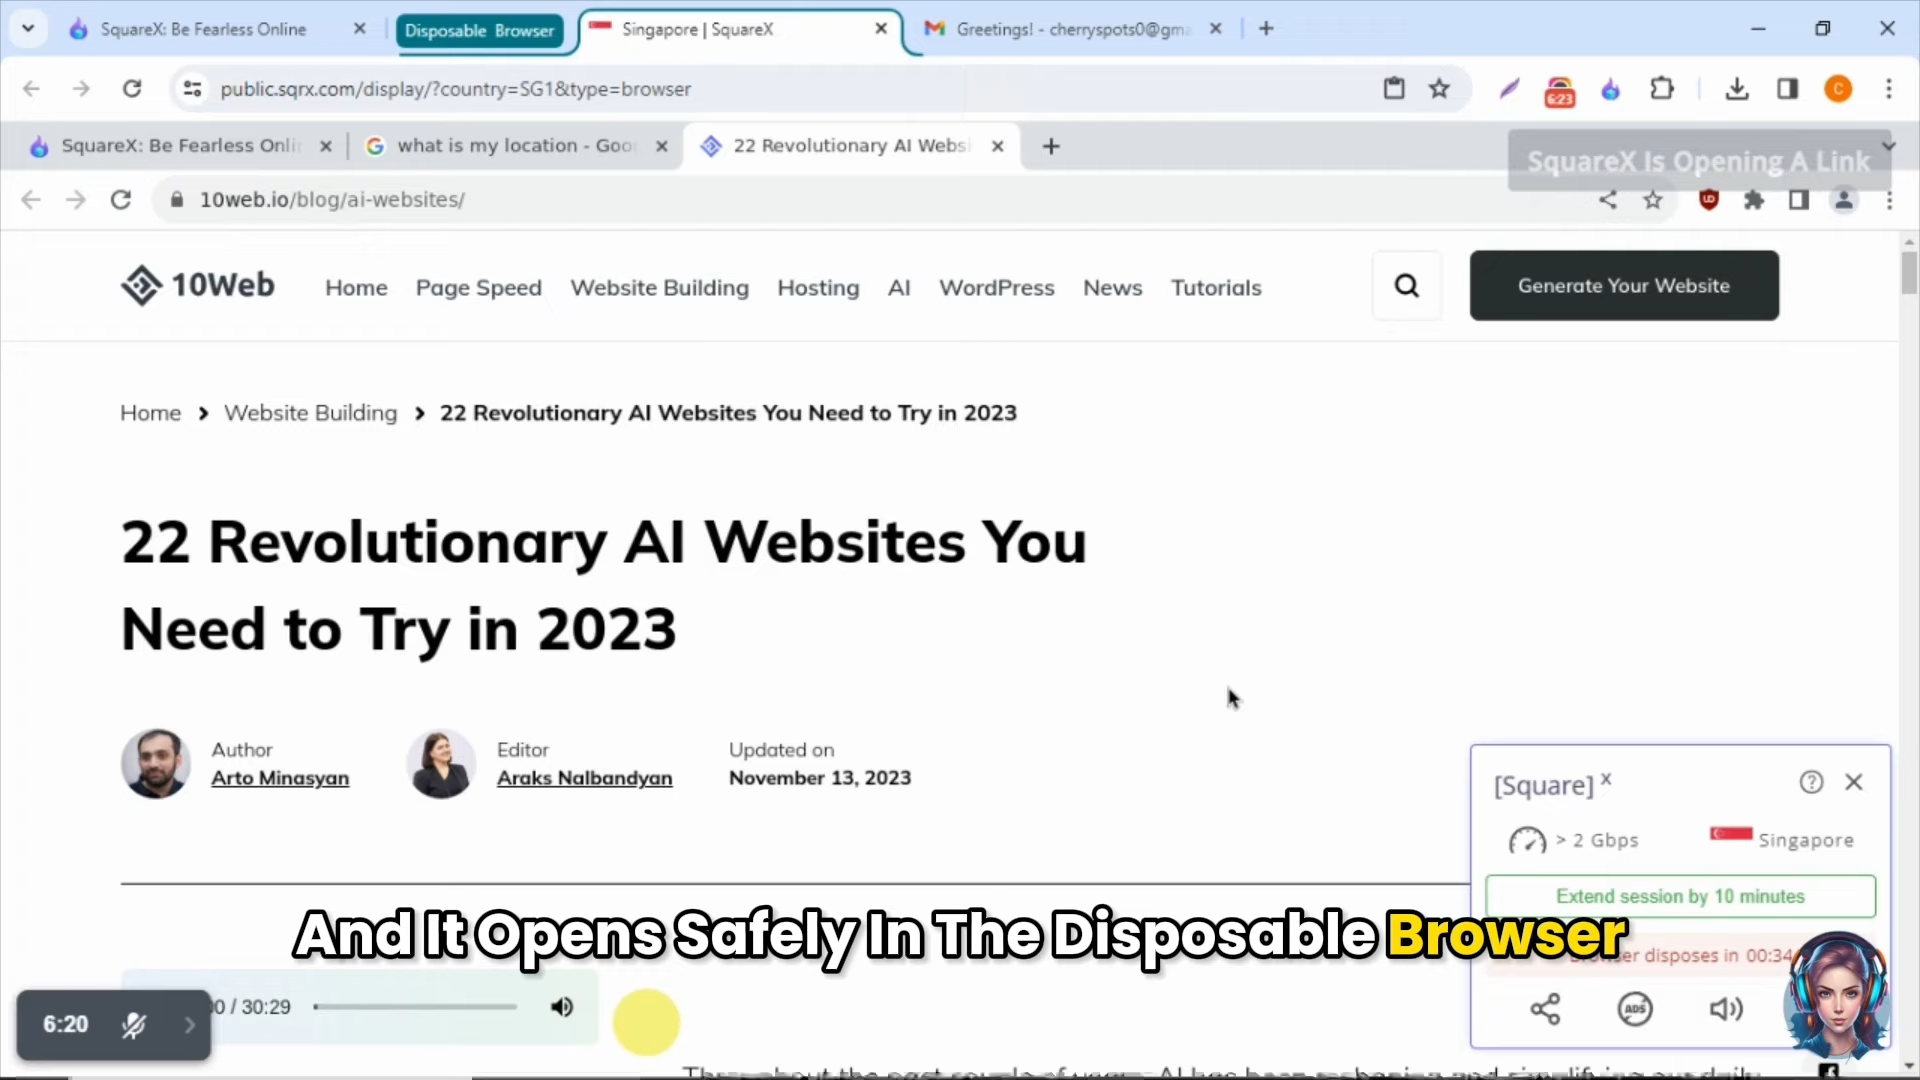 SquareX: Be Fearless Online
Disposable Browser
Singapore | SquareX
Greetings! - cherryspots0@gm
public.sqrx.com/display/?country=SG1&type=browser
6:23
C
SquareX: Be Fearless Onli
what is my location - Goo
22 Revolutionary AI Websi
SquareX Is Opening A Link
10web.io/blog/ai-websites/
10Web
Home
Page Speed
Website Building
Hosting
AI
WordPress
News
Tutorials
Generate Your Website
Home > Website Building > 22 Revolutionary AI Websites You Need to Try in 2023
22 Revolutionary AI Websites You
Need to Try in 2023
Author
Arto Minasyan
Editor
Araks Nalbandyan
Updated on
November 13, 2023
[Square] x
> 2 Gbps
Singapore
Extend session by 10 minutes
And It Opens Safely In The Disposable Browser
Browser disposes in 00:34
ADS
/ 30:29
6:20